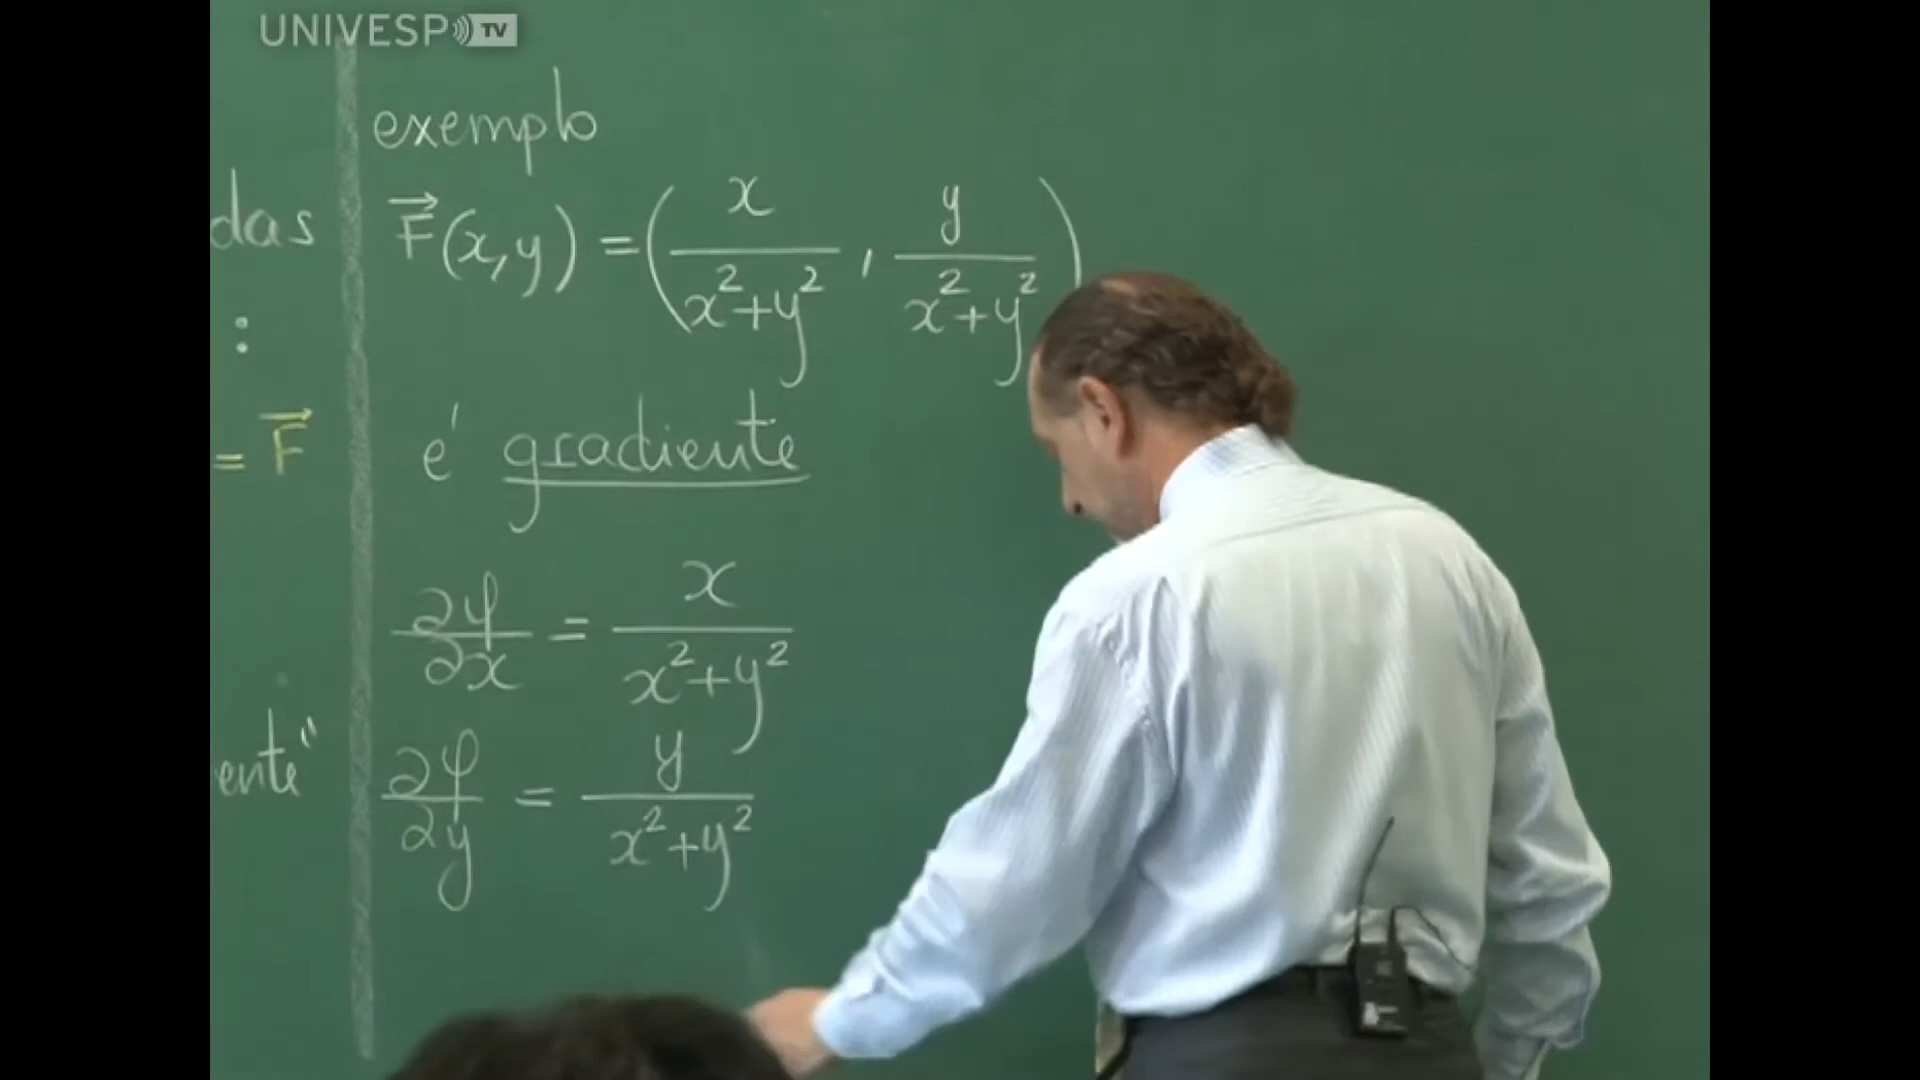 UNIVESP TV
exemplo
das
F⃗(x,y) = (x/(x²+y²), y/(x²+y²))
:
= F⃗
é gradiente
∂φ/∂x = x/(x²+y²)
ente"
∂φ/∂y = y/(x²+y²)